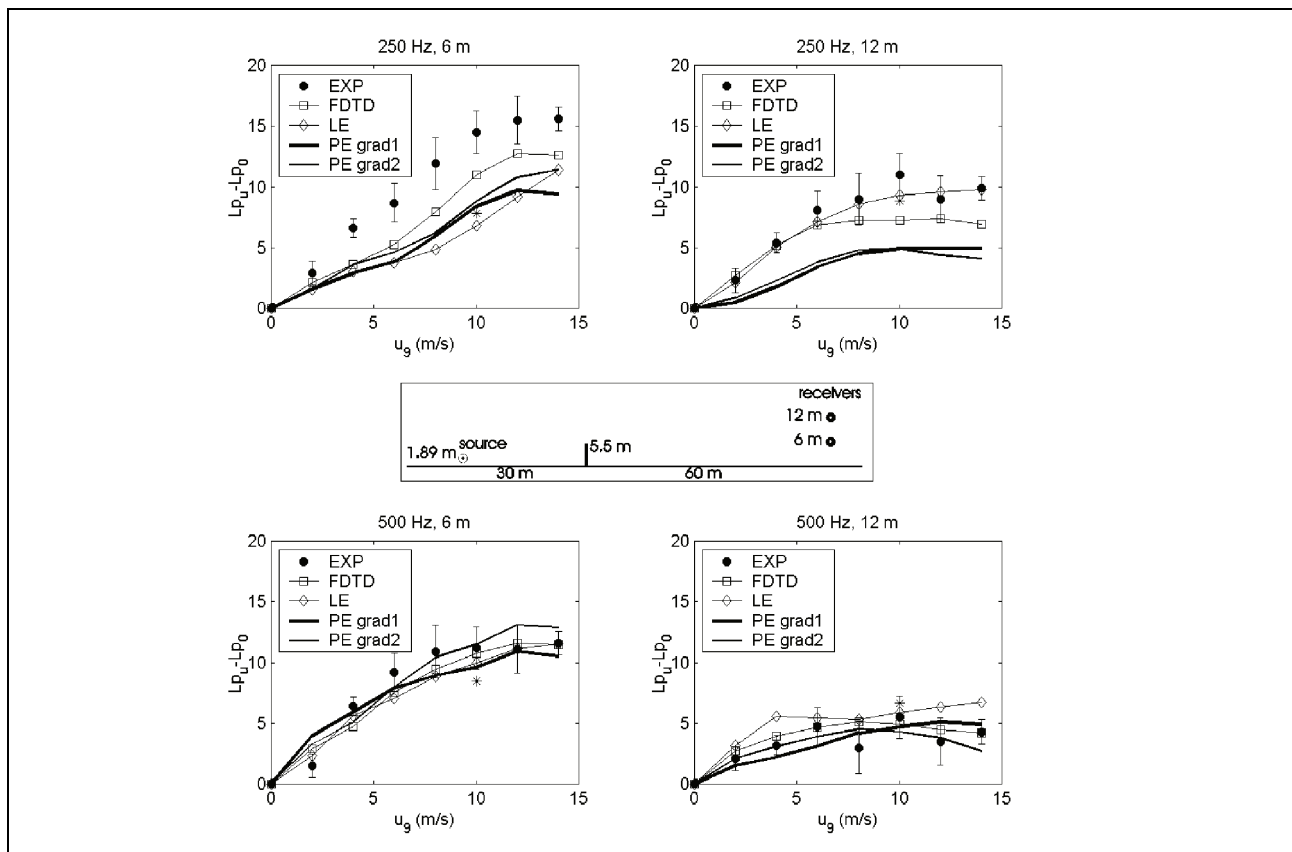 250 Hz, 6 m
20
15
10
5
0
EXP
FDTD
LE
PE grad1
PE grad2
Lpu-Lp0
0 5 10 15
u9 (m/s)
250 Hz, 12 m
20
15
10
5
0
EXP
FDTD
LE
PE grad1
PE grad2
Lpu-Lp0
0 5 10 15
u9 (m/s)
receivers
12 m
6 m
1.89 m source
5.5 m
30 m 60 m
500 Hz, 6 m
20
15
10
5
0
EXP
FDTD
LE
PE grad1
PE grad2
Lpu-Lp0
0 5 10 15
u9 (m/s)
500 Hz, 12 m
20
15
10
5
0
EXP
FDTD
LE
PE grad1
PE grad2
Lpu-Lp0
0 5 10 15
u9 (m/s)